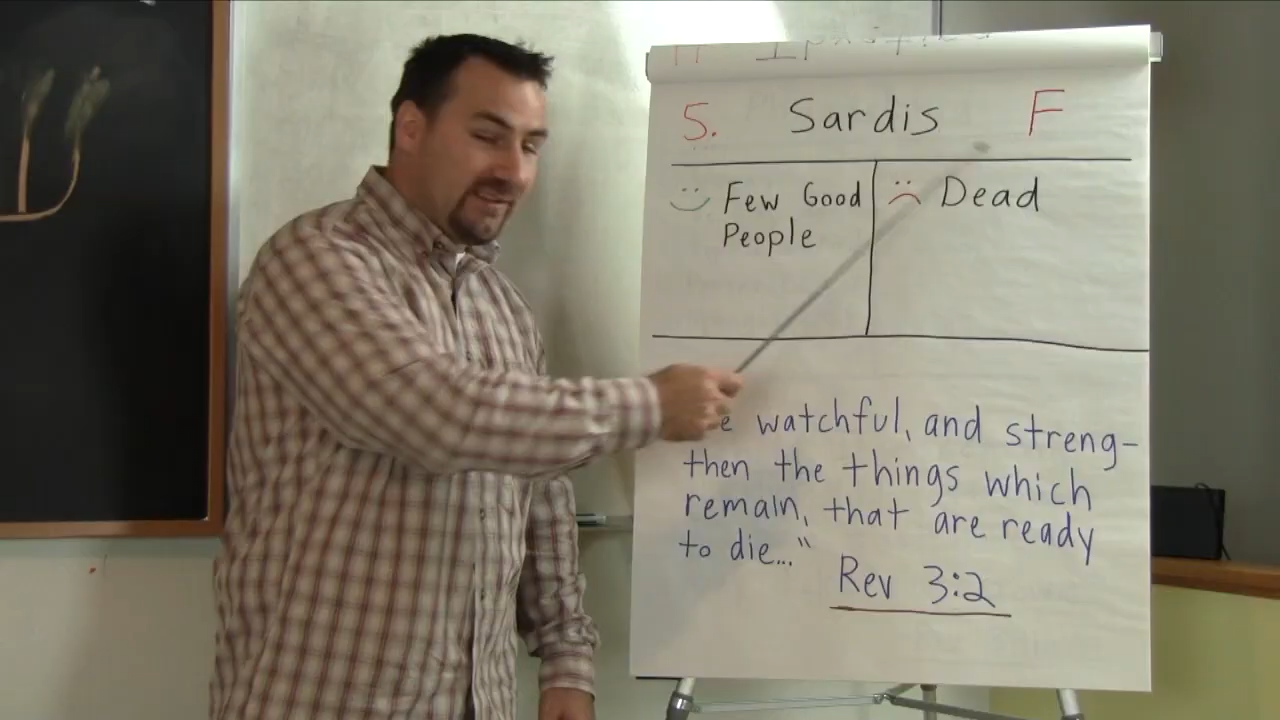 5. Sardis F
Few Good
People
Dead
watchful, and streng-
then the things which
remain, that are ready
to die..."
Rev 3:2